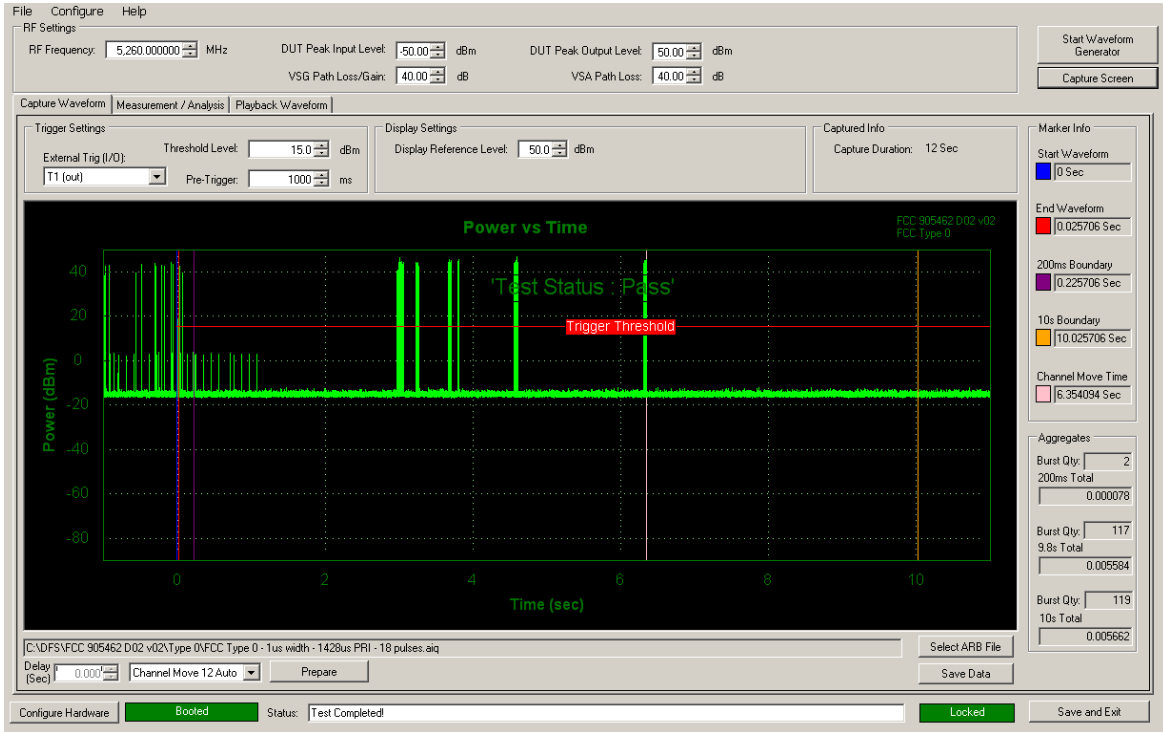 File Configure Help
RF Settings
RF Frequency: 5,260.000000 MHz
DUT Peak Input Level: -50.00 dBm
DUT Peak Output Level: 50.00 dBm
VSG Path Loss/Gain: 40.00 dB
VSA Path Loss: 40.00 dB
Start Waveform
Generator
Capture Screen
Capture Waveform Measurement / Analysis Playback Waveform
Trigger Settings
External Trig (I/O):
T1 (out)
Threshold Level: 15.0 dBm
Pre-Trigger: 1000 ms
Display Settings
Display Reference Level: 50.0 dBm
Captured Info
Capture Duration: 12 Sec
Power vs Time
FCC 905462 D02 v02
FCC Type 0
'Test Status : Pass'
Trigger Threshold
Power (dBm)
40
20
0
-20
-40
-60
-80
0 2 4 6 8 10
Time (sec)
Marker Info
Start Waveform
0 Sec
End Waveform
0.025706 Sec
200ms Boundary
0.225706 Sec
10s Boundary
10.025706 Sec
Channel Move Time
6.354094 Sec
Aggregates
Burst Qty: 2
200ms Total
0.000078
Burst Qty: 117
9.8s Total
0.005584
Burst Qty: 119
10s Total
0.005662
C:\DFS\FCC 905462 D02 v02\Type 0\FCC Type 0 - 1us width - 1428us PRI - 18 pulses.aiq
Select ARB File
Delay
(Sec) 0.000 Channel Move 12 Auto Prepare
Save Data
Configure Hardware Booted Status: Test Completed! Locked Save and Exit